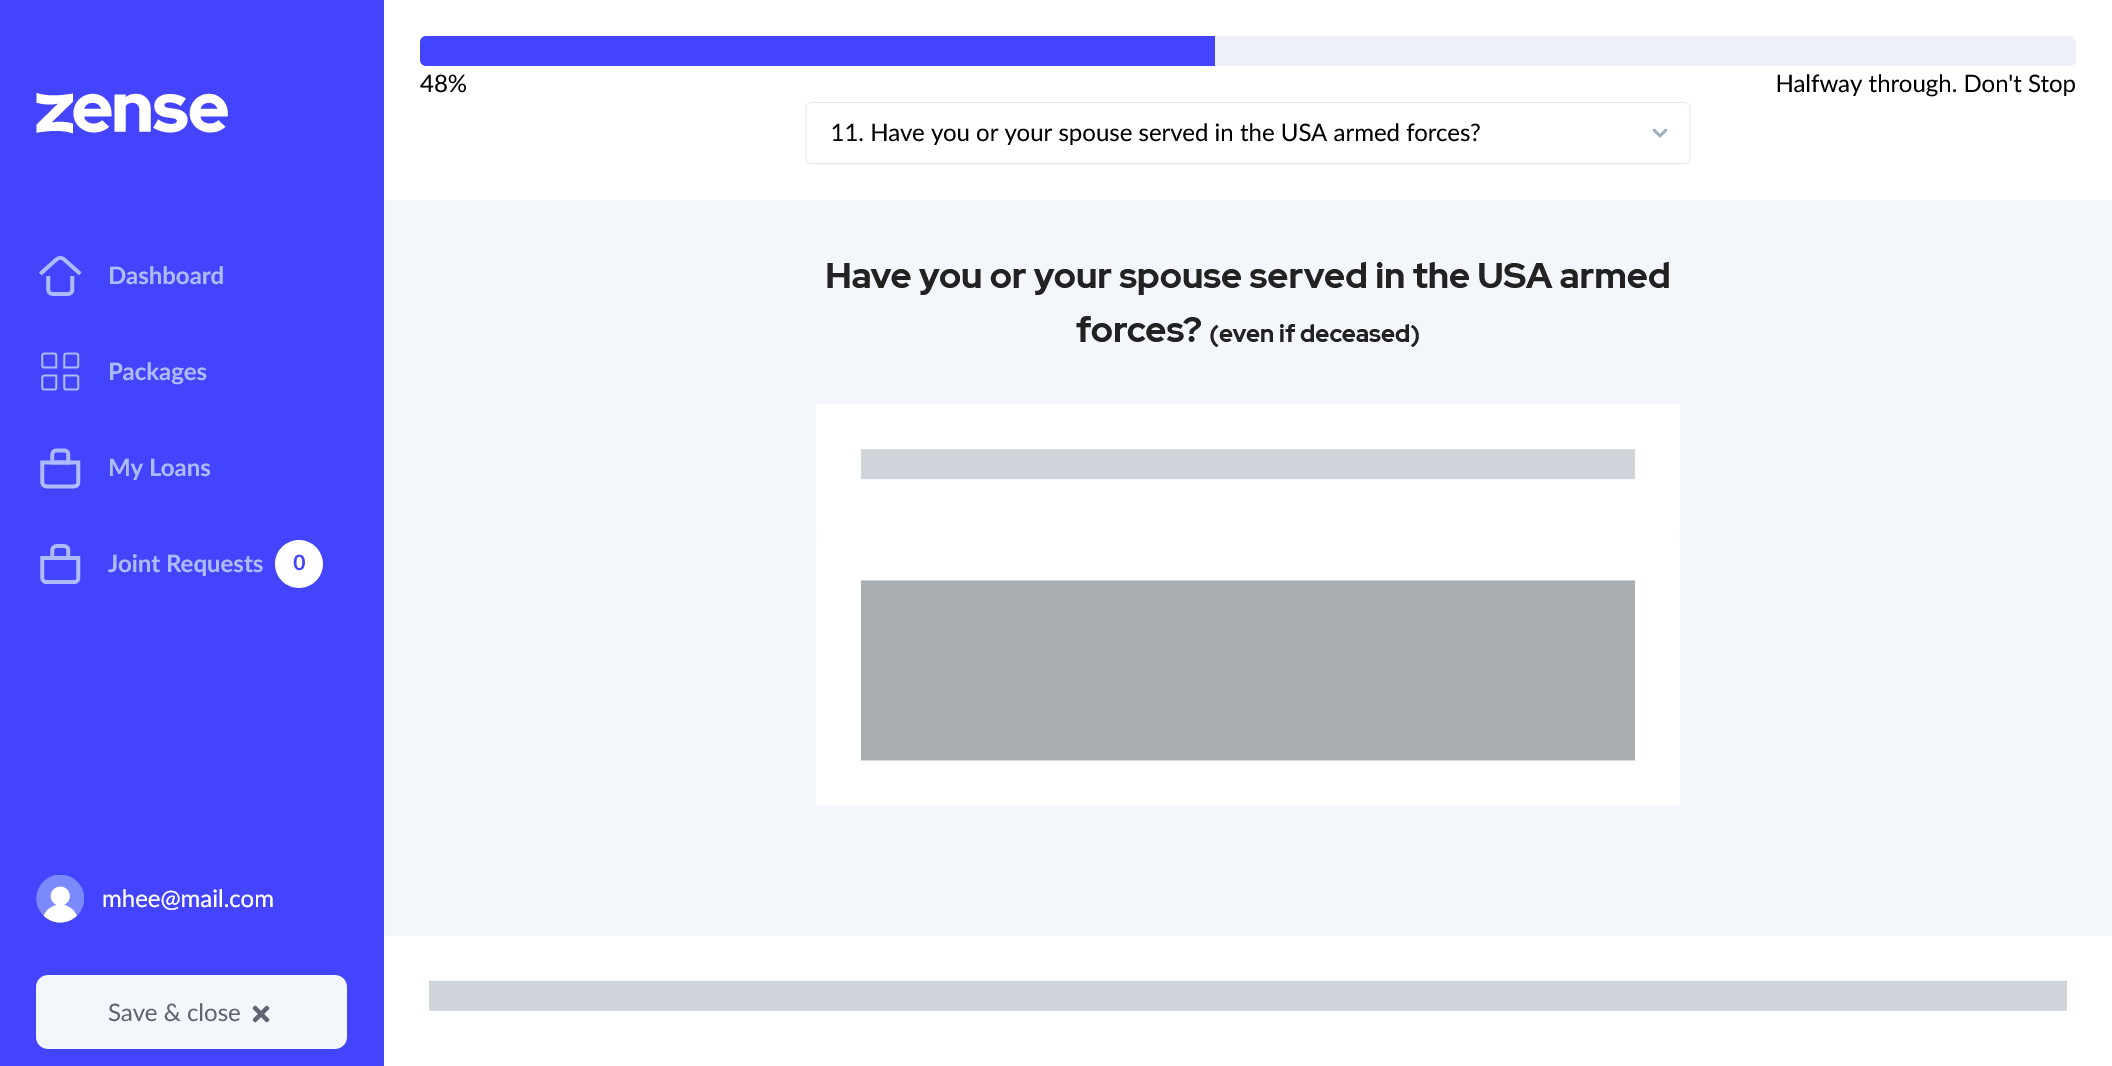 zense
Dashboard
Packages
My Loans
Joint Requests 0
mhee@mail.com
Save & close
48%
Halfway through. Don't Stop
11. Have you or your spouse served in the USA armed forces?
Have you or your spouse served in the USA armed
forces? (even if deceased)